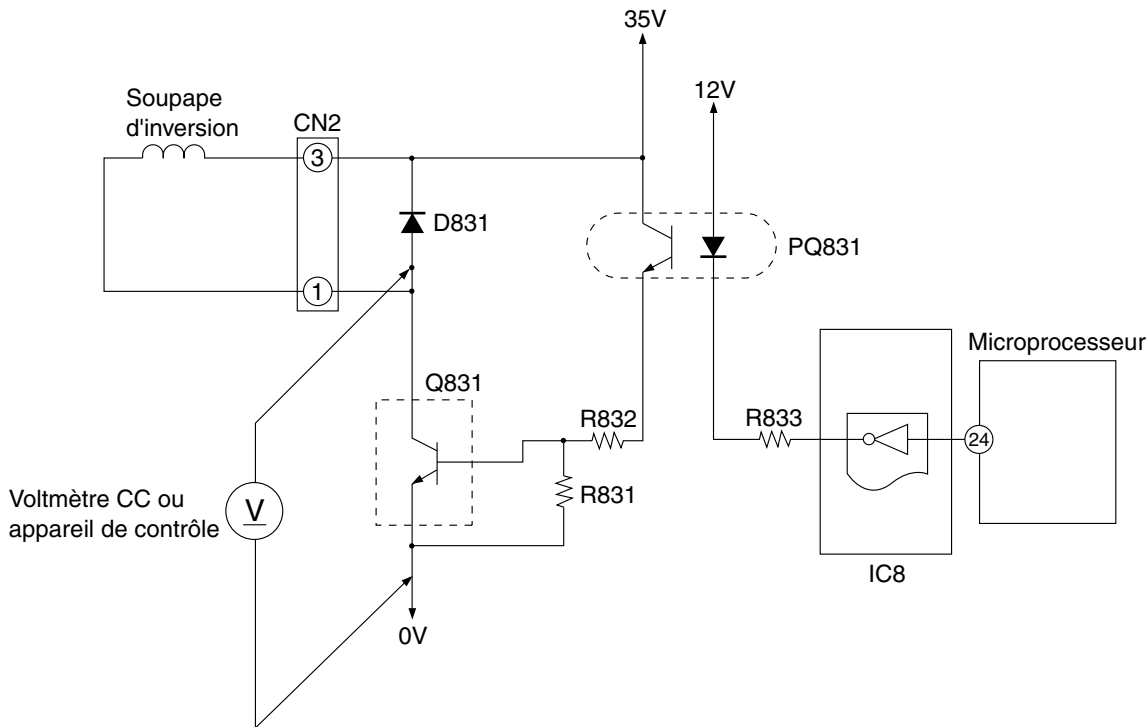 35V
12V
Soupape
d'inversion
CN2
3
D831
PQ831
1
Microprocesseur
Q831
R832
R833
24
R831
Voltmètre CC ou
appareil de contrôle
V
IC8
0V